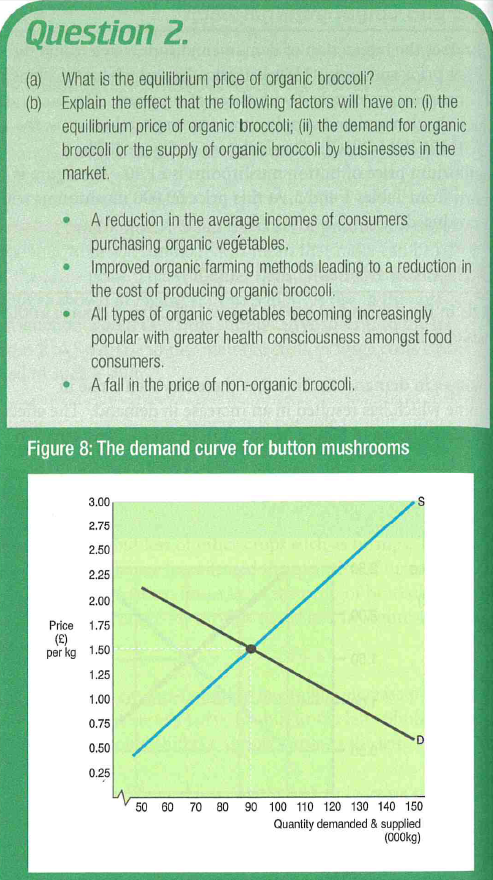 Question 2.
(a) What is the equilibrium price of organic broccoli?
(b) Explain the effect that the following factors will have on: (i) the
equilibrium price of organic broccoli; (ii) the demand for organic
broccoli or the supply of organic broccoli by businesses in the
market.
• A reduction in the average incomes of consumers
purchasing organic vegetables.
• Improved organic farming methods leading to a reduction in
the cost of producing organic broccoli.
• All types of organic vegetables becoming increasingly
popular with greater health consciousness amongst food
consumers.
• A fall in the price of non-organic broccoli.
Figure 8: The demand curve for button mushrooms
3.00
S
2.75
2.50
2.25
2.00
Price
(£)
per kg
1.75
1.50
1.25
1.00
0.75
D
0.50
0.25
50 60 70 80 90 100 110 120 130 140 150
Quantity demanded & supplied
(000kg)